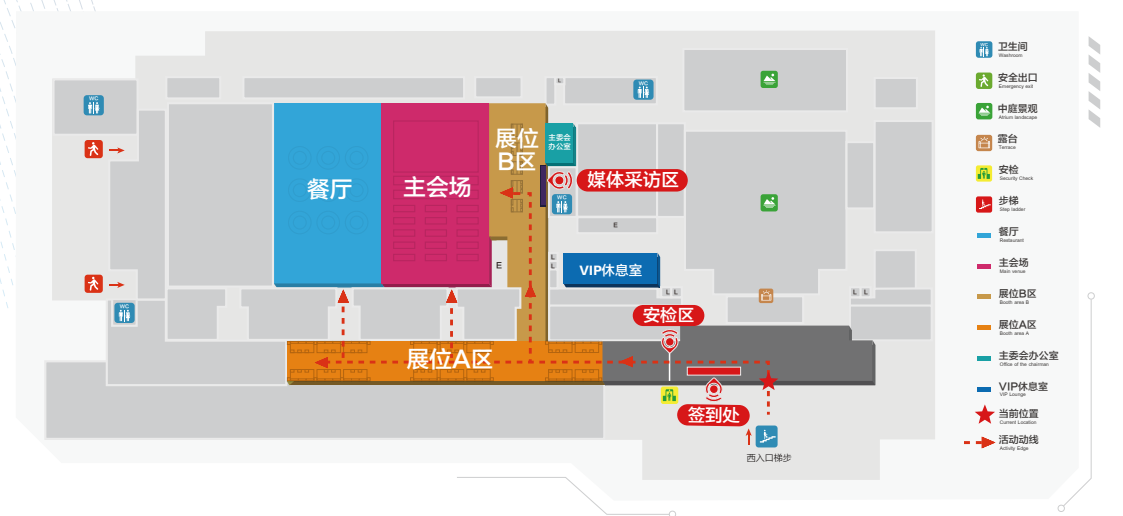 WC
WC
WC
WC
L
餐厅
主会场
展位
B区
主委会
办公室
媒体采访区
E
E
L
L
VIP休息室
L L
L L
安检区
展位A区
签到处
西入口梯步
WC
卫生间
Washroom
安全出口
Emergency exit
中庭景观
Atrium landscape
露台
Terrace
安检
Security Check
步梯
Step ladder
餐厅
Restaurant
主会场
Main venue
展位B区
Booth area B
展位A区
Booth area A
主委会办公室
Office of the chairman
VIP休息室
VIP Lounge
当前位置
Current Location
活动动线
Activity Edge